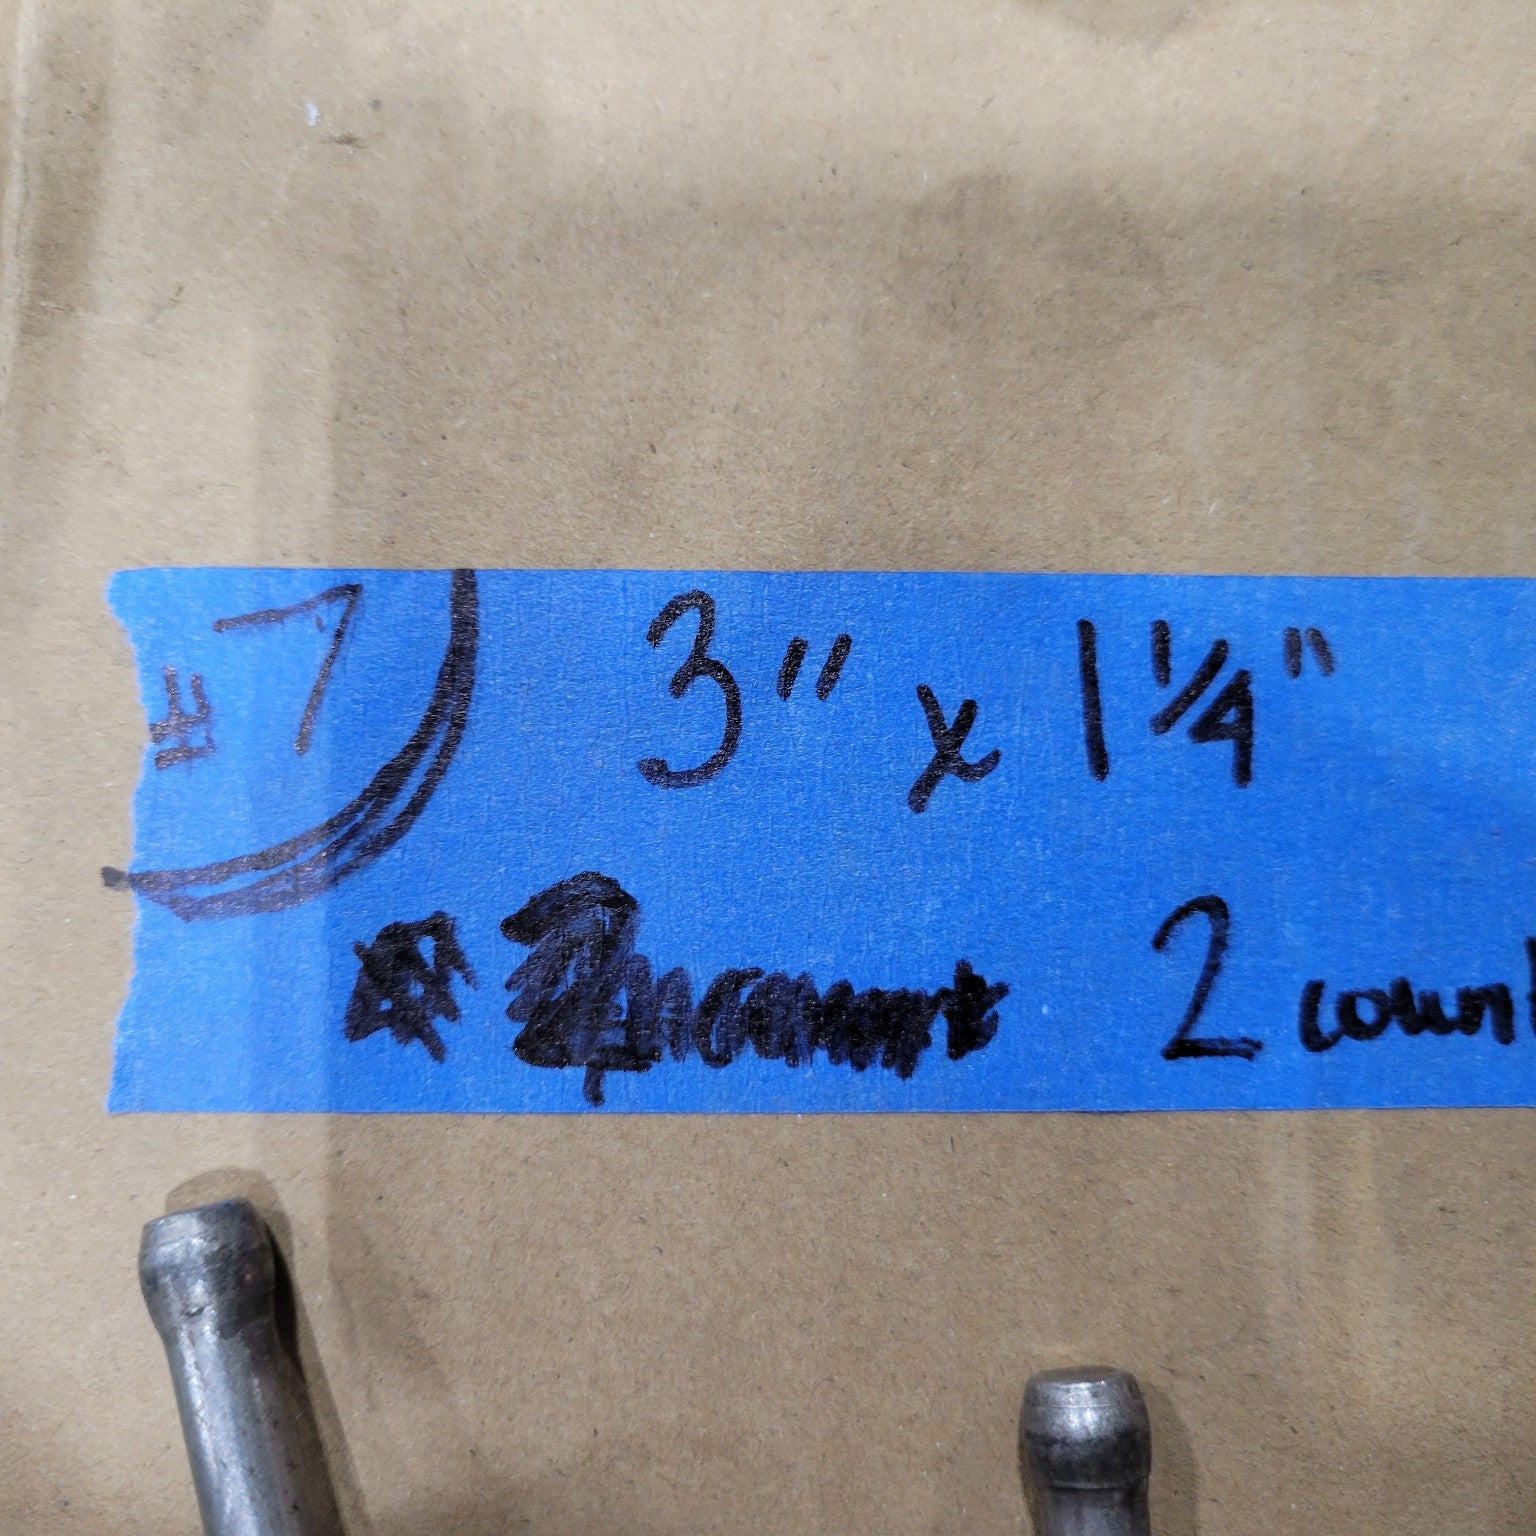 #7 3" x 1 1/4"
2 count